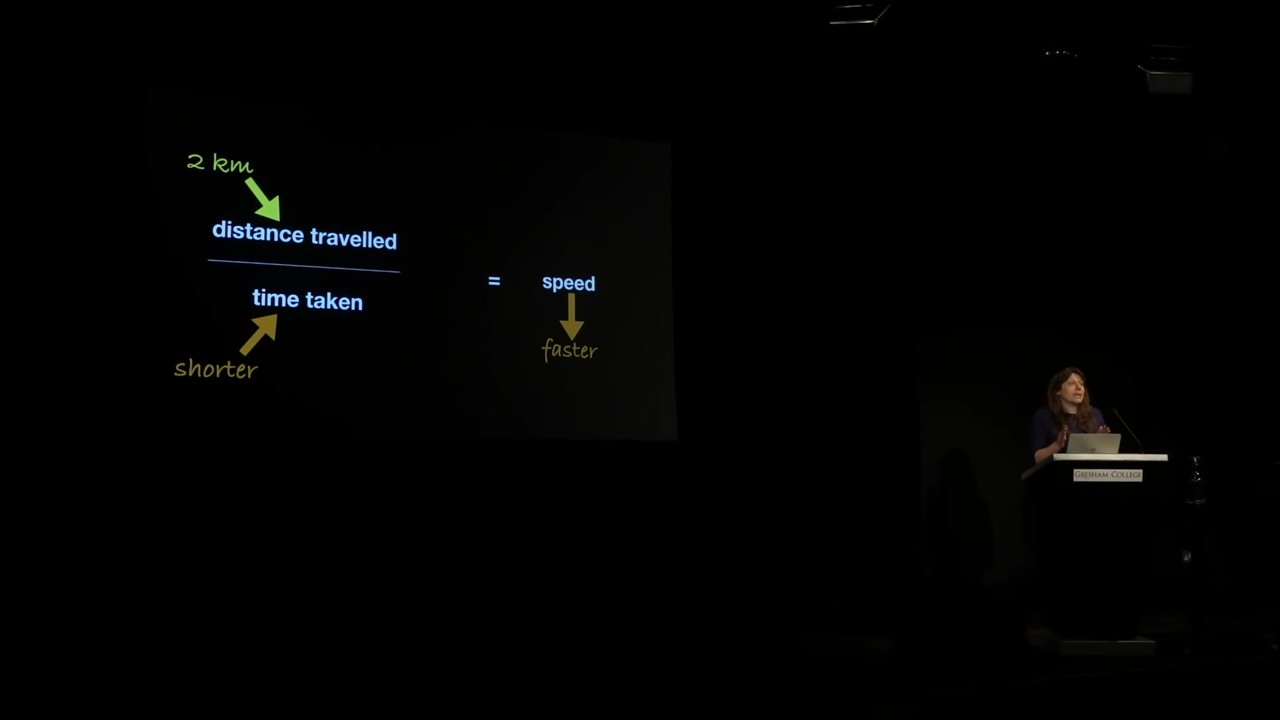 2 km
distance travelled
time taken
=
speed
shorter
faster
GRESHAM COLLEGE